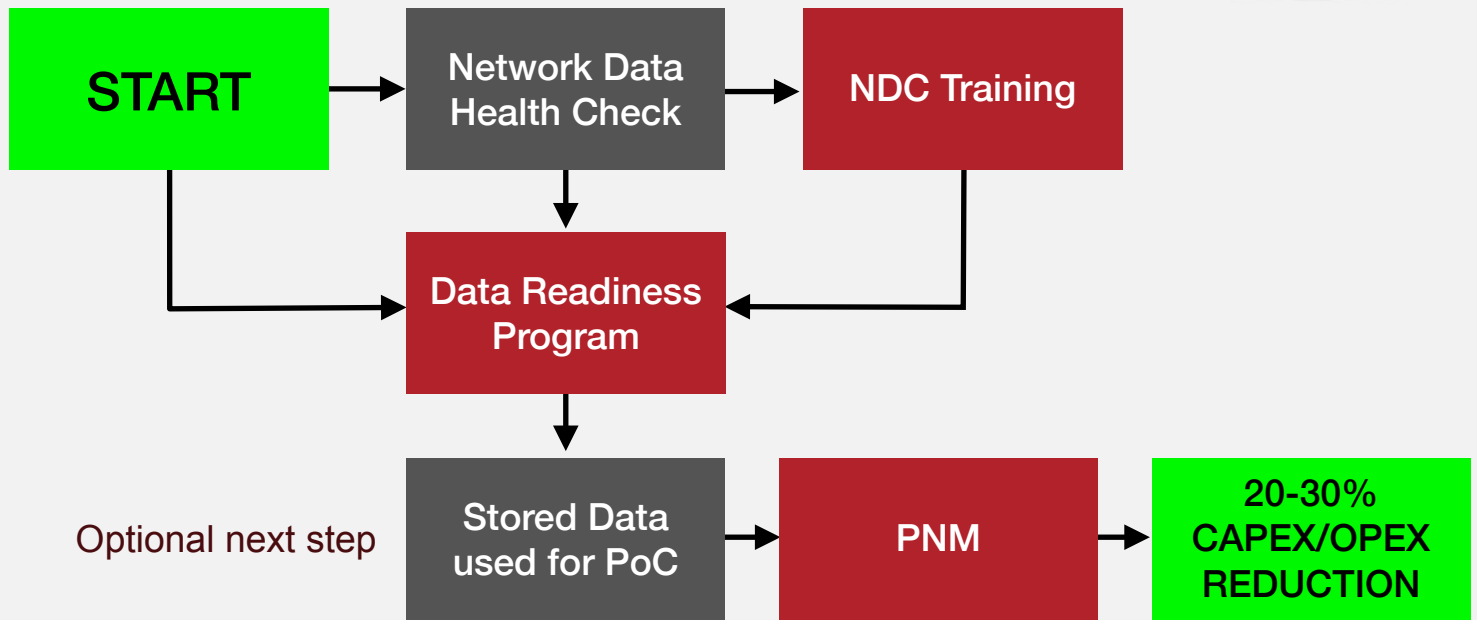 START
Network Data
Health Check
NDC Training
Data Readiness
Program
Optional next step
Stored Data
used for PoC
PNM
20-30%
CAPEX/OPEX
REDUCTION